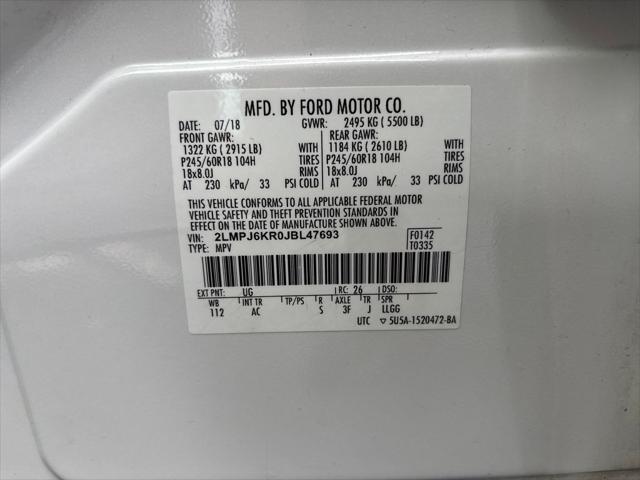 MFD. BY FORD MOTOR CO.
DATE: 07/18 GVWR: 2495 KG ( 5500 LB)
FRONT GAWR: REAR GAWR:
1322 KG ( 2915 LB) WITH 1184 KG ( 2610 LB) WITH
P245/60R18 104H TIRES P245/60R18 104H TIRES
18x8.0J RIMS 18x8.0J RIMS
AT 230 kPa/ 33 PSI COLD AT 230 kPa/ 33 PSI COLD
THIS VEHICLE CONFORMS TO ALL APPLICABLE FEDERAL MOTOR
VEHICLE SAFETY AND THEFT PREVENTION STANDARDS IN
EFFECT ON THE DATE OF MANUFACTURE SHOWN ABOVE.
VIN: 2LMPJ6KR0JBL47693 F0142
TYPE: MPV T0335
EXT PNT: UG RC: 26 DSO:
WB INT TR TP/PS R AXLE TR SPR
112 AC S 3F J LLGG
UTC ▽ 5U5A-1520472-BA